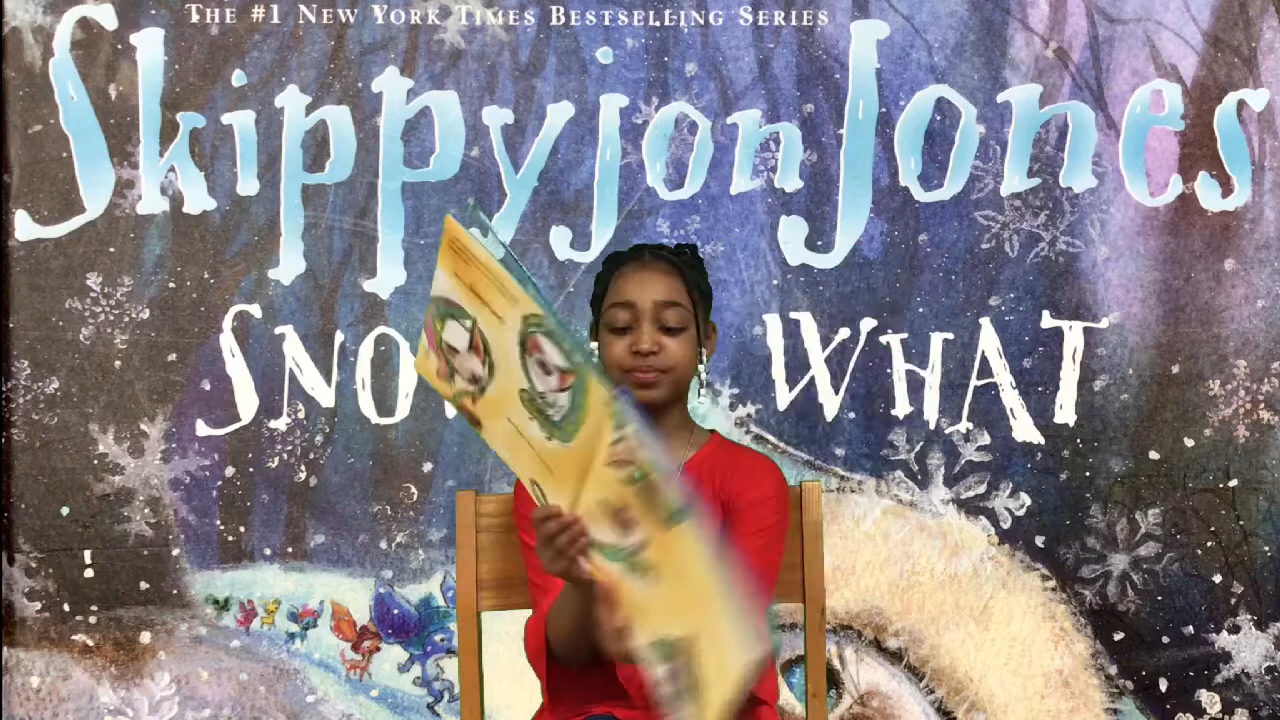 THE #1 NEW YORK TIMES BESTSELLING SERIES
SkippyjonJones
SNO WHAT